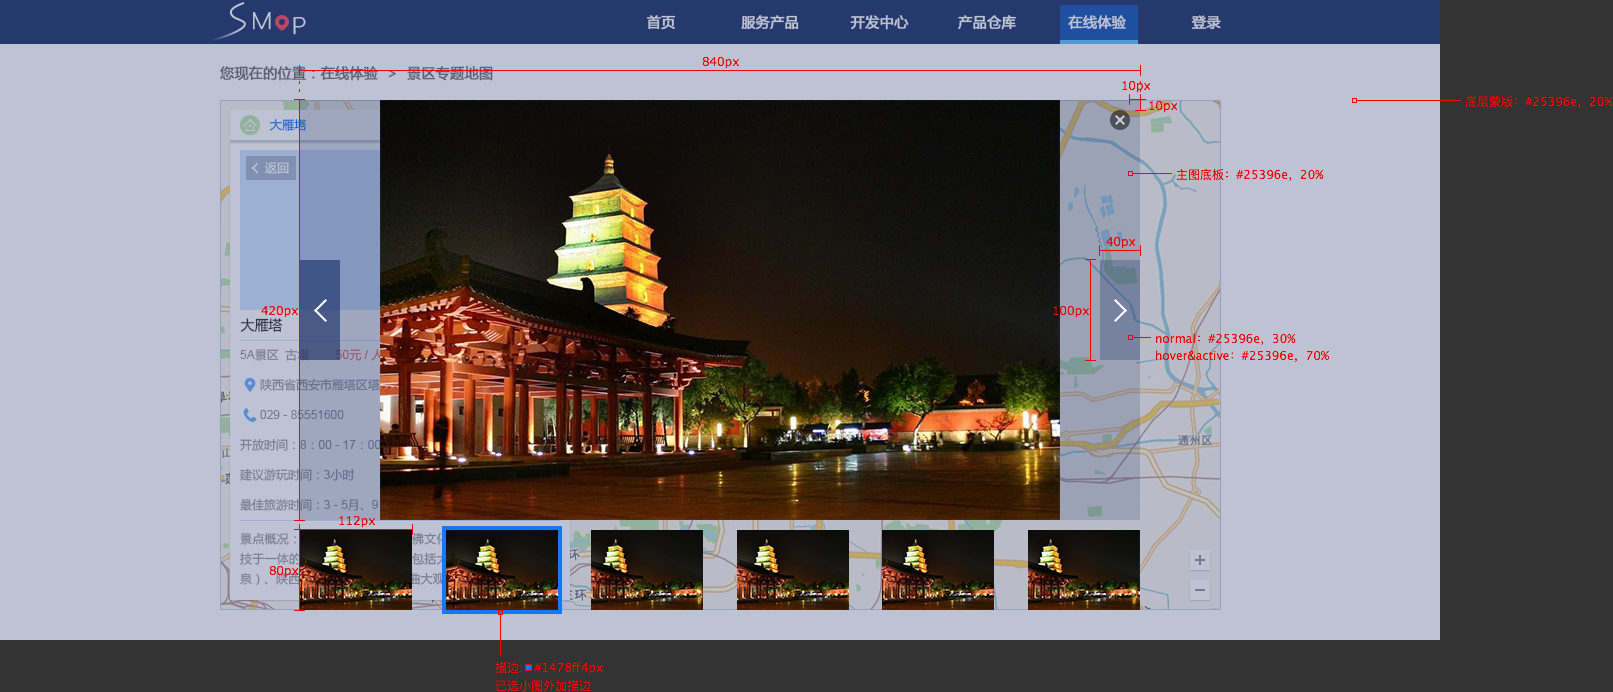 SMOP
首页
服务产品
开发中心
产品仓库
在线体验
登录
840px
您现在的位置：在线体验 > 景区专题地图
10px
10px
底层蒙版：#25396e，20%
大雁塔
返回
主图底板：#25396e，20%
40px
420px
100px
大雁塔
normal：#25396e，30%
hover&active：#25396e，70%
5A景区 古塔 50元 / 人
陕西省西安市雁塔区塔
029 - 85551600
开放时间：8：00 - 17：00
通州区
建议游玩时间：3小时
最佳旅游时间：3 - 5月、9
112px
景点概况：
佛文化
技于一体的
包括大
环
80px
泉）、陕西
曲大观
三环
描边:#1478ff4px
已选小图外加描边